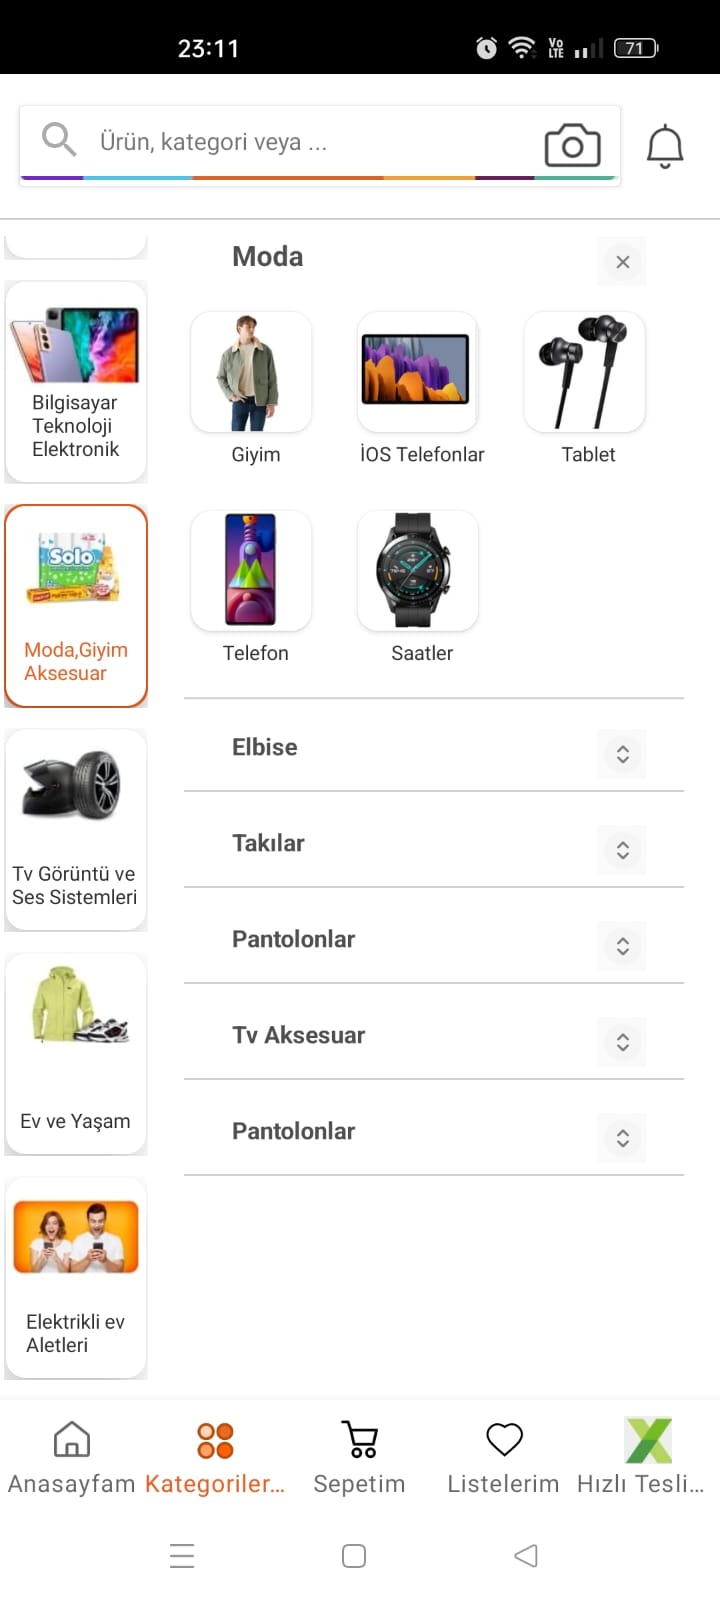 23:11
Vo
LTE
71
Ürün, kategori veya ...
Moda
Bilgisayar
Teknoloji
Elektronik
Giyim
İOS Telefonlar
Tablet
Solo
Moda,Giyim
Aksesuar
Telefon
Saatler
Elbise
Takılar
Tv Görüntü ve
Ses Sistemleri
Pantolonlar
Tv Aksesuar
Ev ve Yaşam
Pantolonlar
Elektrikli ev
Aletleri
Anasayfam
Kategoriler...
Sepetim
Listelerim
Hızlı Tesli...